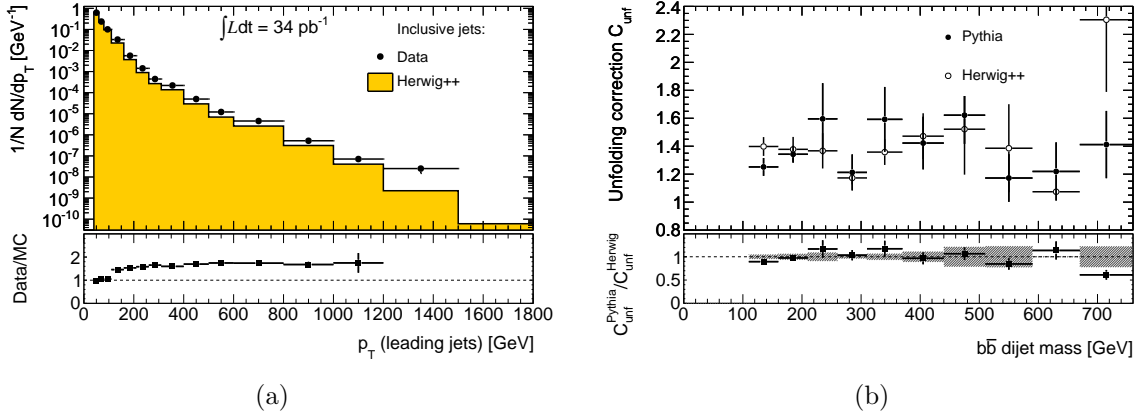 ∫Ldt = 34 pb⁻¹
Inclusive jets:
Data
Herwig++
1/N dN/dp_T [GeV⁻¹]
1
10⁻¹
10⁻²
10⁻³
10⁻⁴
10⁻⁵
10⁻⁶
10⁻⁷
10⁻⁸
10⁻⁹
10⁻¹⁰
Data/MC
2
1
0
0 200 400 600 800 1000 1200 1400 1600 1800
p_T (leading jets) [GeV]
(a)
Unfolding correction C_unf
Pythia
Herwig++
2.4
2.2
2
1.8
1.6
1.4
1.2
1
0.8
C_unf^Pythia/C_unf^Herwig
1.5
1
0.5
0
0 100 200 300 400 500 600 700
bb̄ dijet mass [GeV]
(b)